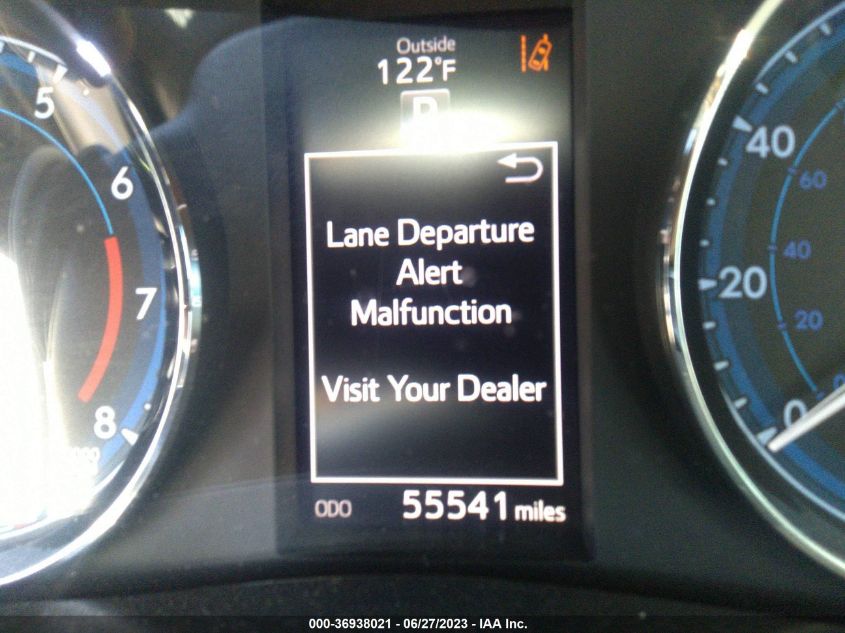 Outside
122°F
P
Lane Departure
Alert
Malfunction
Visit Your Dealer
ODO 55541 miles
5
6
7
8
40
20
0
60
40
20
000-36938021 - 06/27/2023 - IAA Inc.